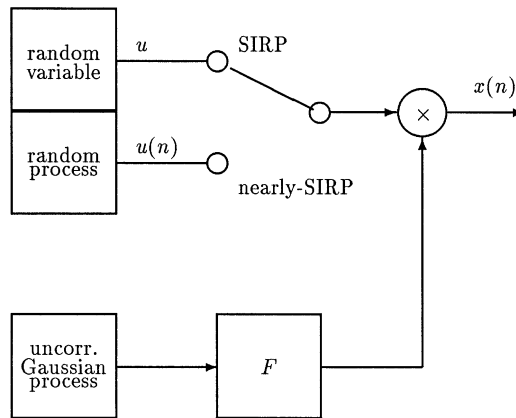 random
variable
u
SIRP
x(n)
×
random
process
u(n)
nearly-SIRP
uncorr.
Gaussian
process
F